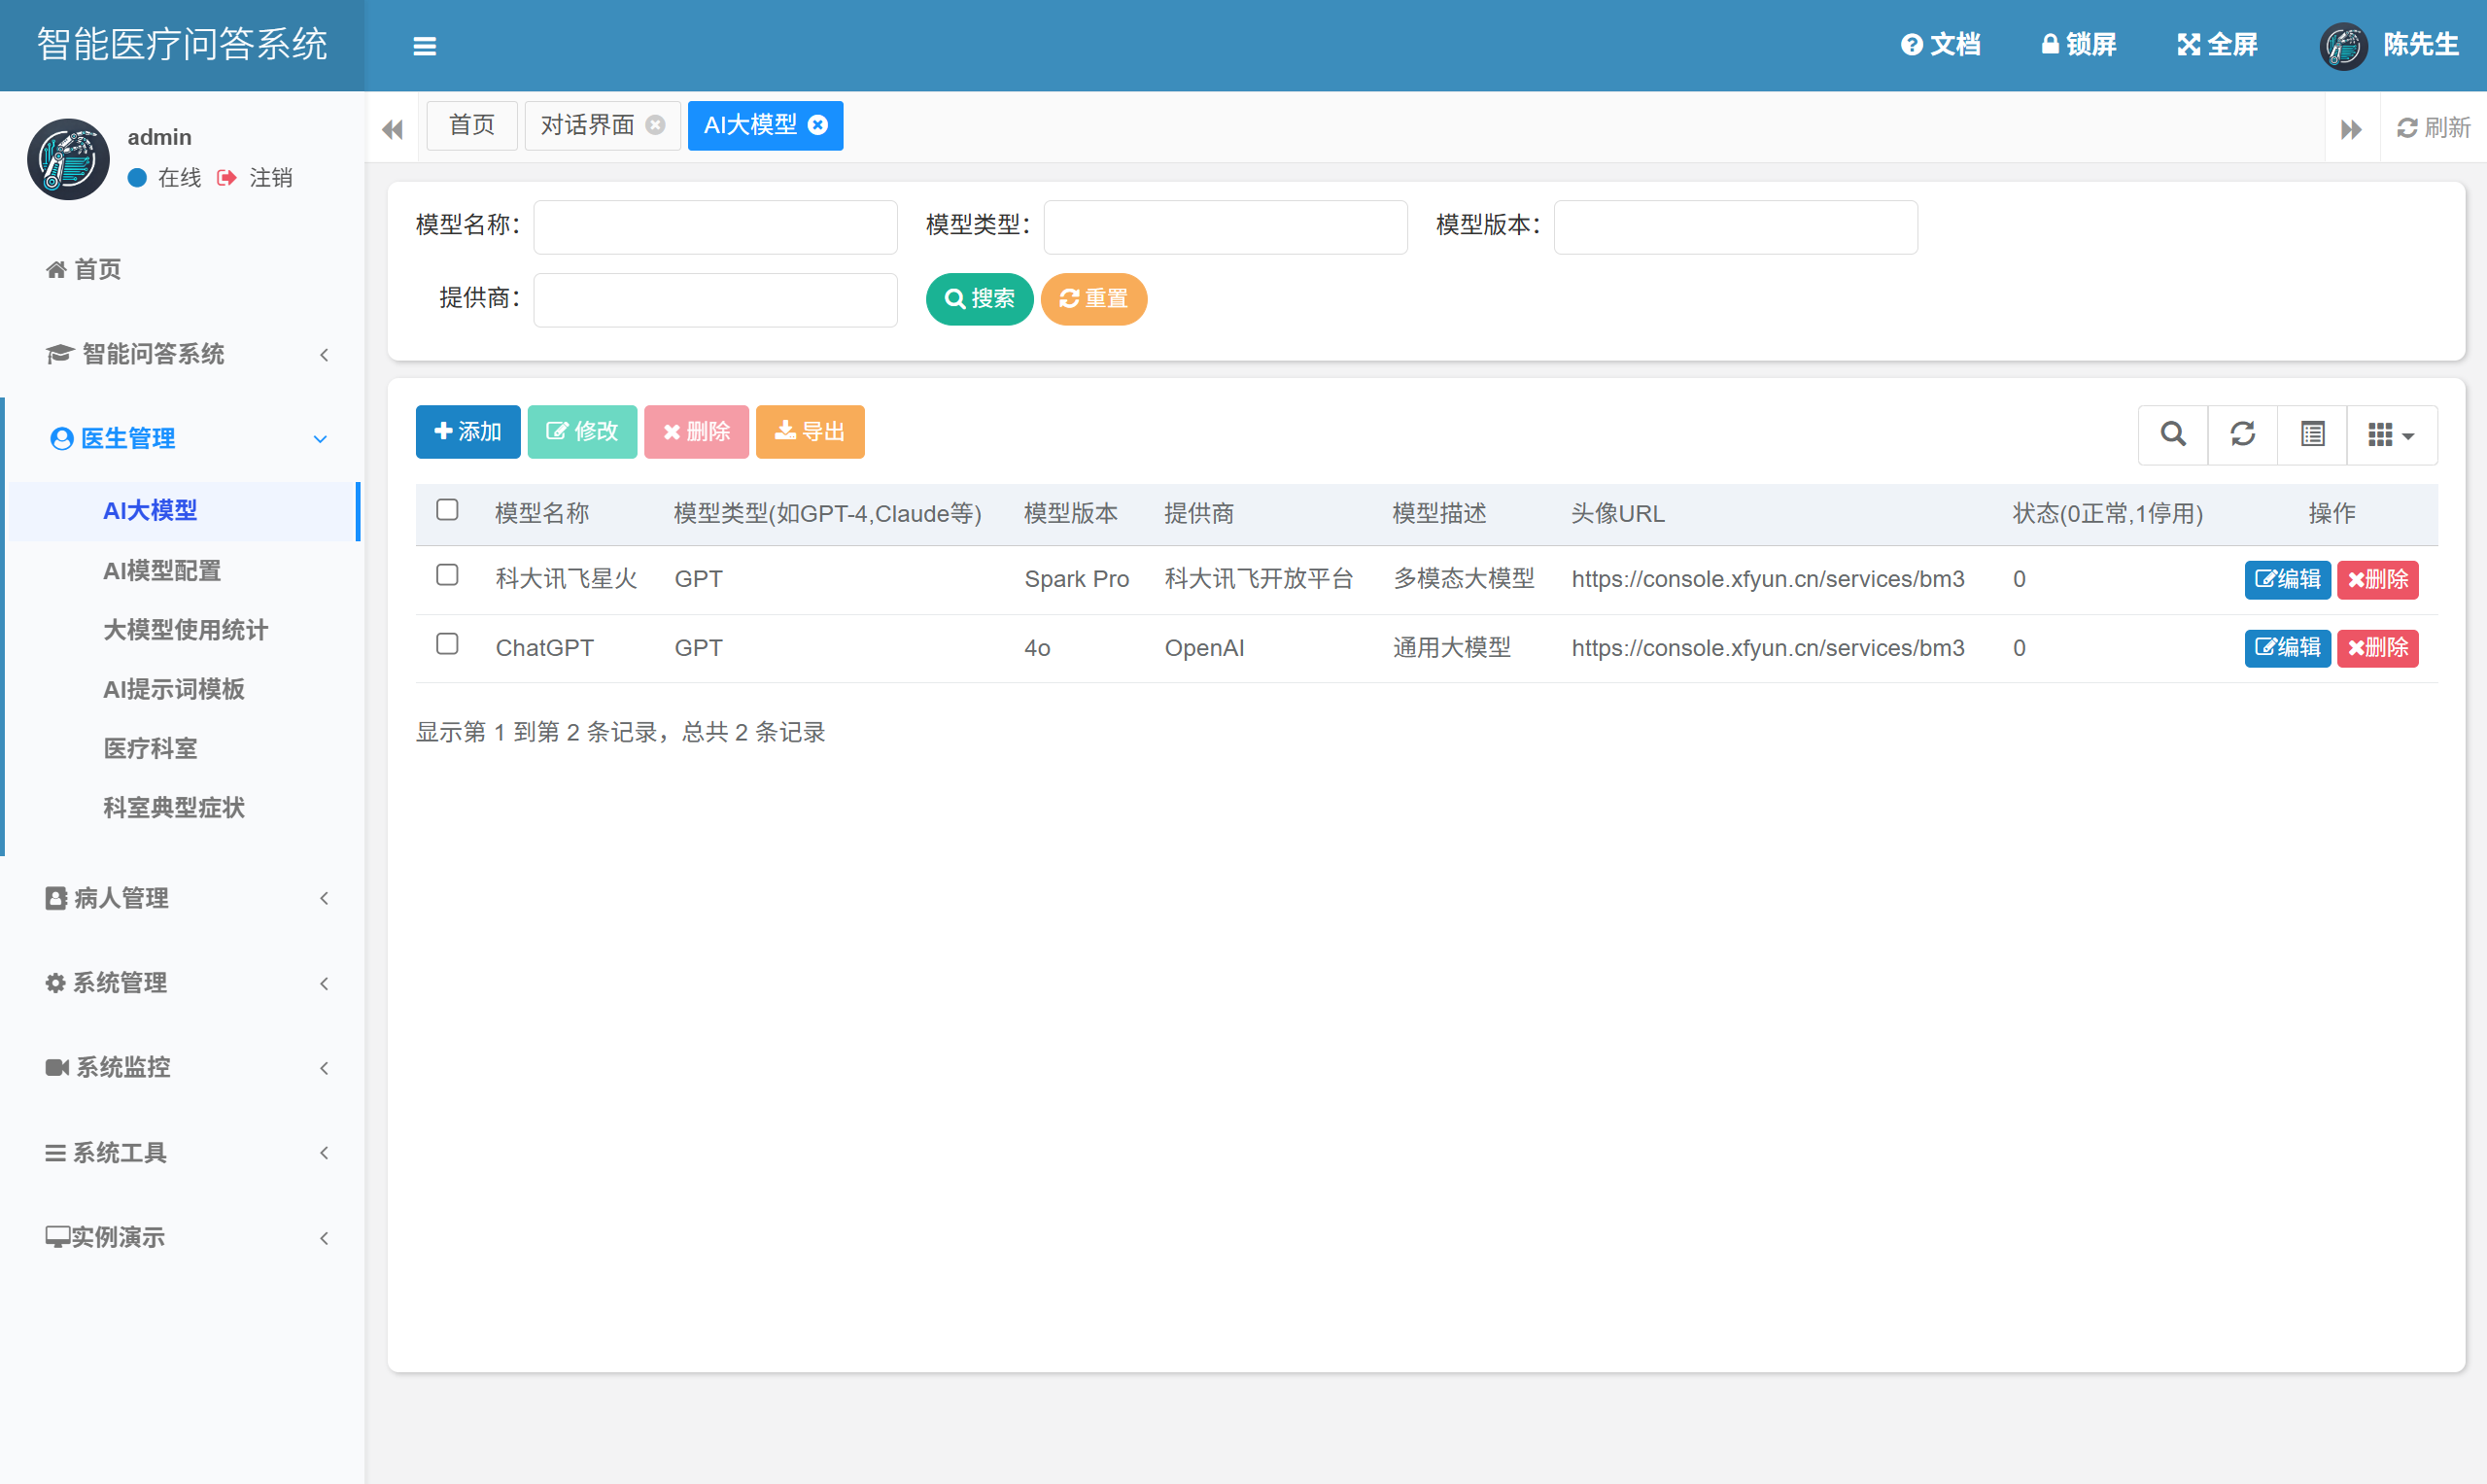 智能医疗问答系统
文档 锁屏 全屏 陈先生
admin
在线 注销
首页
智能问答系统
医生管理
AI大模型
AI模型配置
大模型使用统计
AI提示词模板
医疗科室
科室典型症状
病人管理
系统管理
系统监控
系统工具
实例演示
首页 对话界面 AI大模型 刷新
模型名称： 模型类型： 模型版本：
提供商： 搜索 重置
添加 修改 删除 导出
模型名称 模型类型(如GPT-4,Claude等) 模型版本 提供商 模型描述 头像URL 状态(0正常,1停用) 操作
科大讯飞星火 GPT Spark Pro 科大讯飞开放平台 多模态大模型 https://console.xfyun.cn/services/bm3 0 编辑 删除
ChatGPT GPT 4o OpenAI 通用大模型 https://console.xfyun.cn/services/bm3 0 编辑 删除
显示第 1 到第 2 条记录，总共 2 条记录